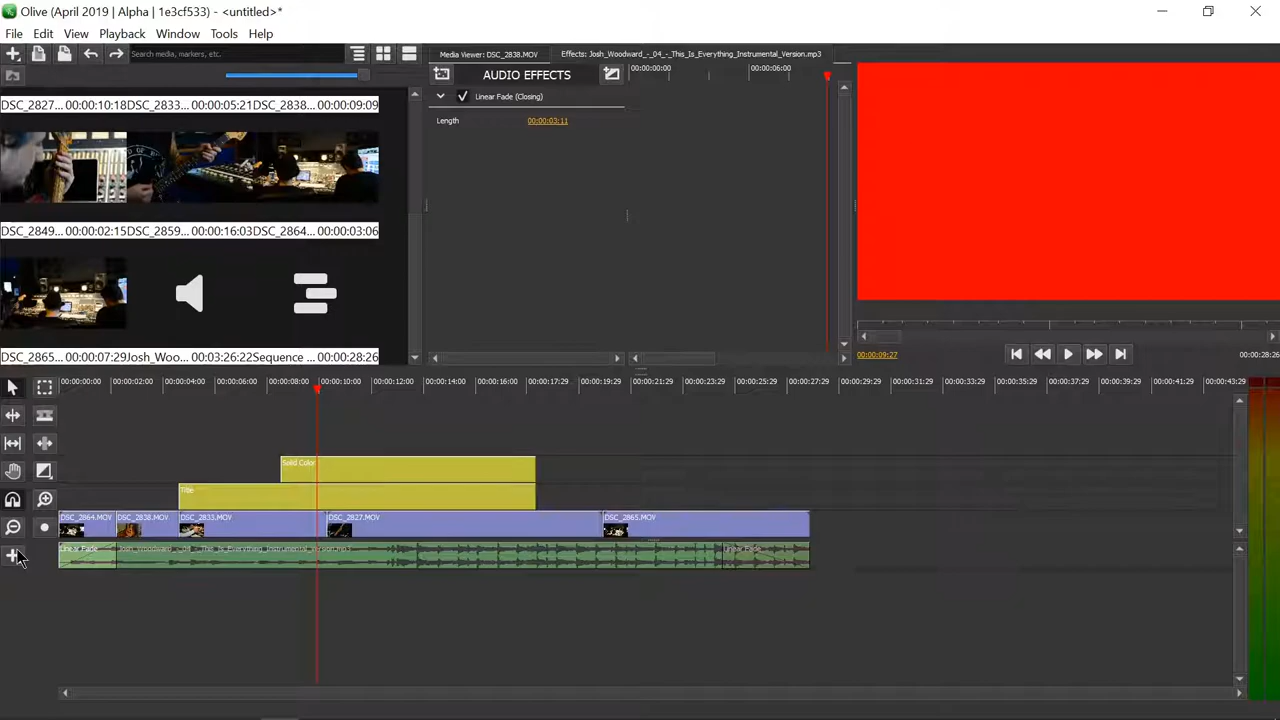 Olive (April 2019 | Alpha | 1e3cf533) - <untitled>*
File Edit View Playback Window Tools Help
Search media, markers, etc.
Media Viewer: DSC_2838.MOV
Effects: Josh_Woodward_-_04_-_This_Is_Everything_Instrumental_Version.mp3
AUDIO EFFECTS
00:00:00:00 00:00:06:00
Linear Fade (Closing)
Length 00:00:03:11
DSC_2827... 00:00:10:18 DSC_2833... 00:00:05:21 DSC_2838... 00:00:09:09
DSC_2849... 00:00:02:15 DSC_2859... 00:00:16:03 DSC_2864... 00:00:03:06
DSC_2865... 00:00:07:29 Josh_Woo... 00:03:26:22 Sequence ... 00:00:28:26
00:00:09:27 00:00:28:26
00:00:00:00 00:00:02:00 00:00:04:00 00:00:06:00 00:00:08:00 00:00:10:00 00:00:12:00 00:00:14:00 00:00:16:00 00:00:17:29 00:00:19:29 00:00:21:29 00:00:23:29 00:00:25:29 00:00:27:29 00:00:29:29 00:00:31:29 00:00:33:29 00:00:35:29 00:00:37:29 00:00:39:29 00:00:41:29 00:00:43:29
Solid Color
Title
DSC_2864.MOV DSC_2838.MOV DSC_2833.MOV DSC_2827.MOV DSC_2865.MOV
Linear Fade Josh_Woodward_-_04_-_This_Is_Everything_Instrumental_Version.mp3 Linear Fade